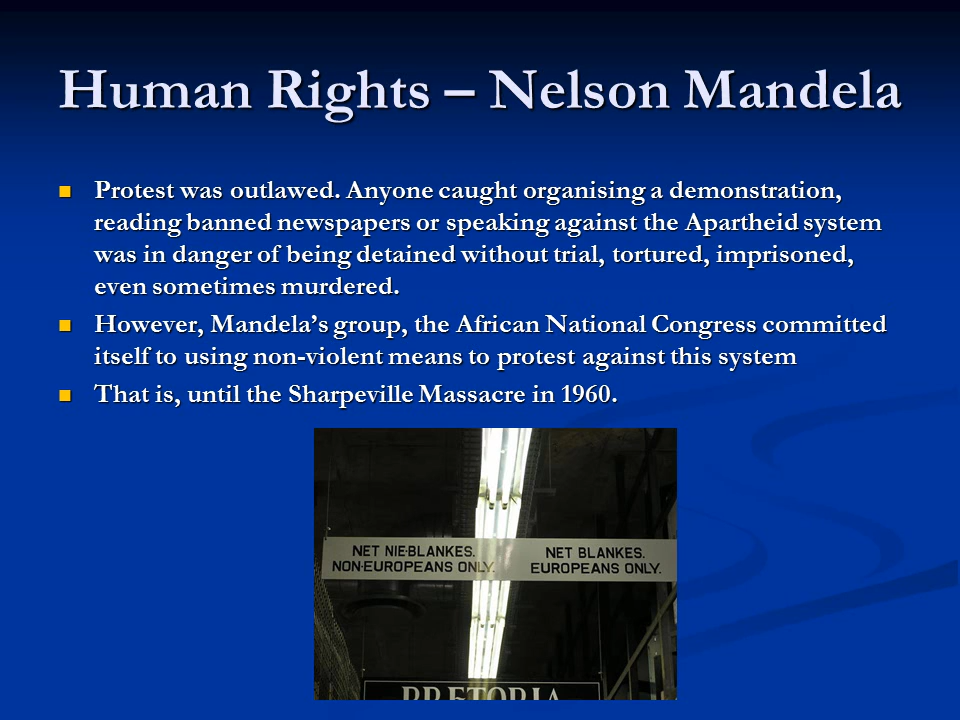 Human Rights – Nelson Mandela
Protest was outlawed. Anyone caught organising a demonstration,
reading banned newspapers or speaking against the Apartheid system
was in danger of being detained without trial, tortured, imprisoned,
even sometimes murdered.
However, Mandela's group, the African National Congress committed
itself to using non-violent means to protest against this system
That is, until the Sharpeville Massacre in 1960.
NET NIE-BLANKES.
NON-EUROPEANS ONLY.
NET BLANKES.
EUROPEANS ONLY.
PRETORIA